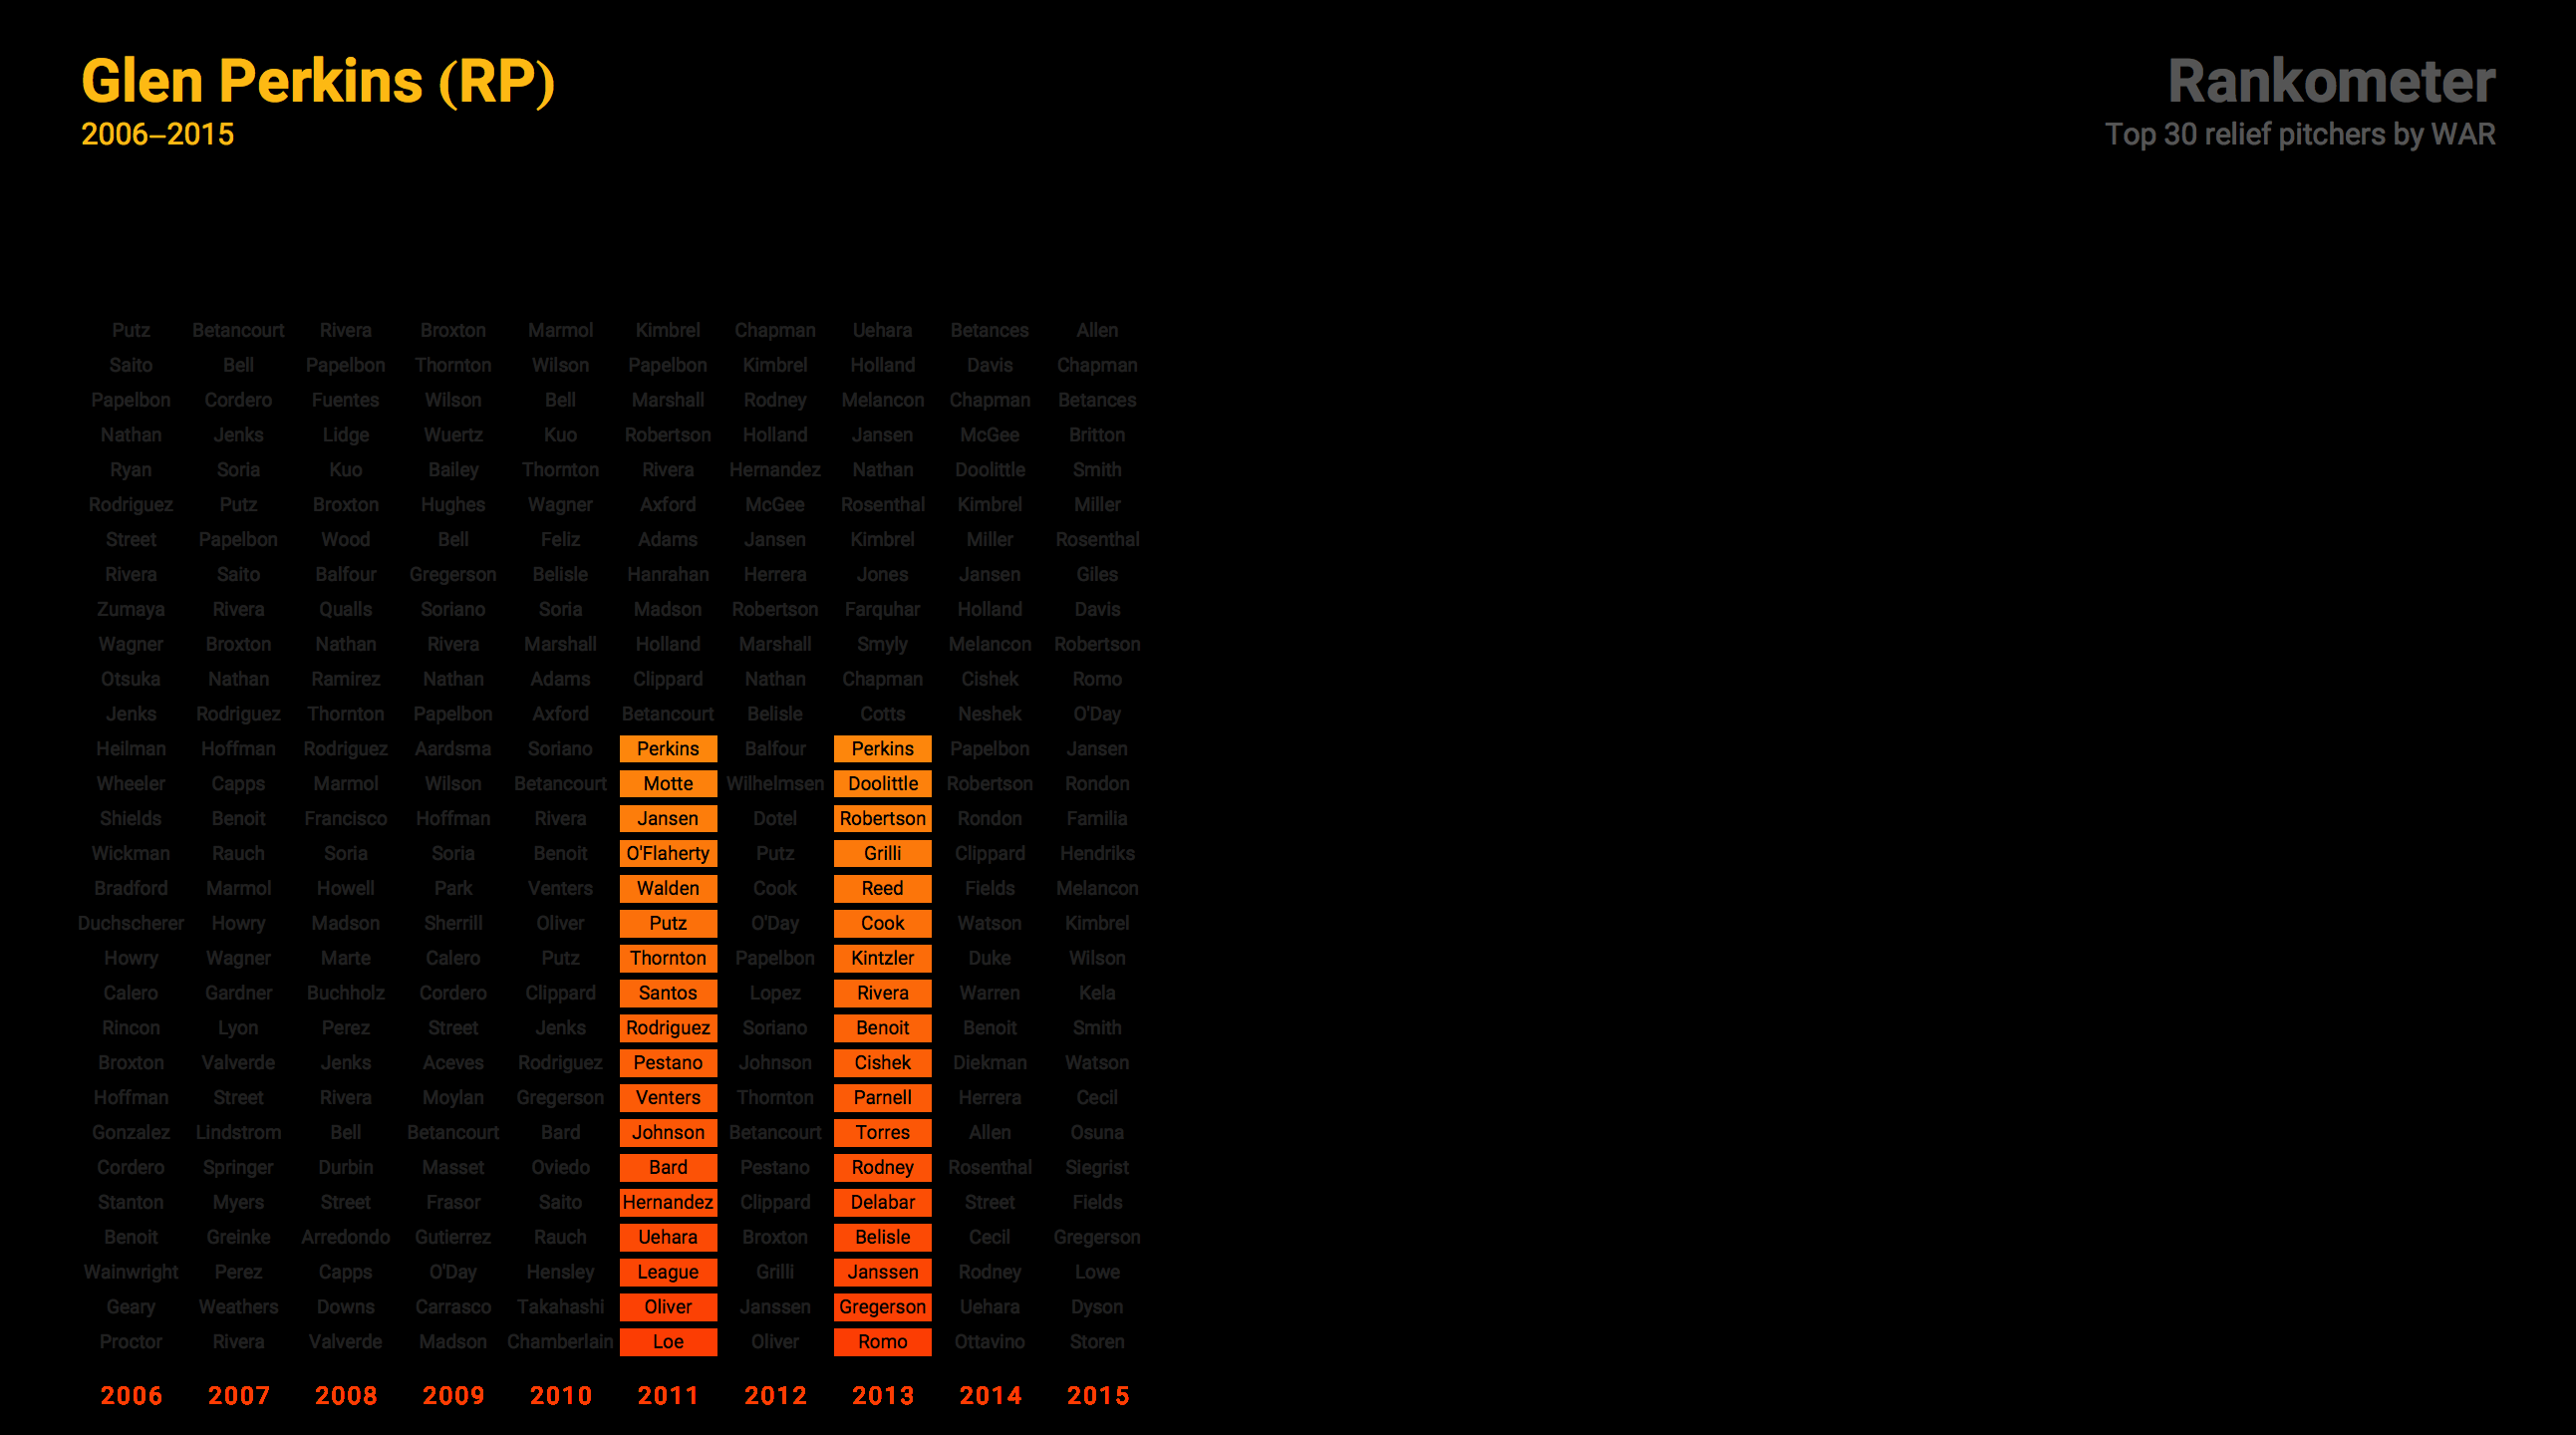 Glen Perkins (RP)
2006–2015
Rankometer
Top 30 relief pitchers by WAR
Putz Betancourt Rivera Broxton Marmol Kimbrel Chapman Uehara Betances Allen
Saito Bell Papelbon Thornton Wilson Papelbon Kimbrel Holland Davis Chapman
Papelbon Cordero Fuentes Wilson Bell Marshall Rodney Melancon Chapman Betances
Nathan Jenks Lidge Wuertz Kuo Robertson Holland Jansen McGee Britton
Ryan Soria Kuo Bailey Thornton Rivera Hernandez Nathan Doolittle Smith
Rodriguez Putz Broxton Hughes Wagner Axford McGee Rosenthal Kimbrel Miller
Street Papelbon Wood Bell Feliz Adams Jansen Kimbrel Miller Rosenthal
Rivera Saito Balfour Gregerson Belisle Hanrahan Herrera Jones Jansen Giles
Zumaya Rivera Qualls Soriano Soria Madson Robertson Farquhar Holland Davis
Wagner Broxton Nathan Rivera Marshall Holland Marshall Smyly Melancon Robertson
Otsuka Nathan Ramirez Nathan Adams Clippard Nathan Chapman Cishek Romo
Jenks Rodriguez Thornton Papelbon Axford Betancourt Belisle Cotts Neshek O'Day
Heilman Hoffman Rodriguez Aardsma Soriano Perkins Balfour Perkins Papelbon Jansen
Wheeler Capps Marmol Wilson Betancourt Motte Wilhelmsen Doolittle Robertson Rondon
Shields Benoit Francisco Hoffman Rivera Jansen Dotel Robertson Rondon Familia
Wickman Rauch Soria Soria Benoit O'Flaherty Putz Grilli Clippard Hendriks
Bradford Marmol Howell Park Venters Walden Cook Reed Fields Melancon
Duchscherer Howry Madson Sherrill Oliver Putz O'Day Cook Watson Kimbrel
Howry Wagner Marte Calero Putz Thornton Papelbon Kintzler Duke Wilson
Calero Gardner Buchholz Cordero Clippard Santos Lopez Rivera Warren Kela
Rincon Lyon Perez Street Jenks Rodriguez Soriano Benoit Benoit Smith
Broxton Valverde Jenks Aceves Rodriguez Pestano Johnson Cishek Diekman Watson
Hoffman Street Rivera Moylan Gregerson Venters Thornton Parnell Herrera Cecil
Gonzalez Lindstrom Bell Betancourt Bard Johnson Betancourt Torres Allen Osuna
Cordero Springer Durbin Masset Oviedo Bard Pestano Rodney Rosenthal Siegrist
Stanton Myers Street Frasor Saito Hernandez Clippard Delabar Street Fields
Benoit Greinke Arredondo Gutierrez Rauch Uehara Broxton Belisle Cecil Gregerson
Wainwright Perez Capps O'Day Hensley League Grilli Janssen Rodney Lowe
Geary Weathers Downs Carrasco Takahashi Oliver Janssen Gregerson Uehara Dyson
Proctor Rivera Valverde Madson Chamberlain Loe Oliver Romo Ottavino Storen
2006 2007 2008 2009 2010 2011 2012 2013 2014 2015